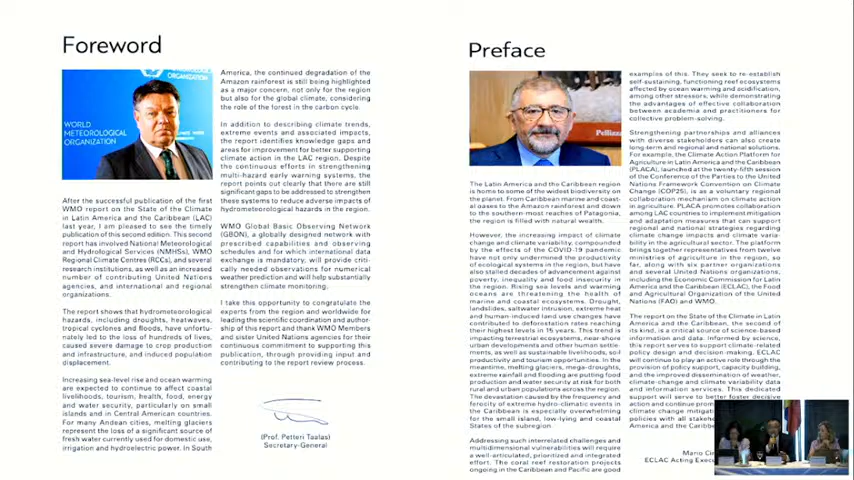 Foreword
WORLD
METEOROLOGICAL
ORGANIZATION
After the successful publication of the first
WMO report on the State of the Climate
in Latin America and the Caribbean (LAC)
last year, I am pleased to see the timely
publication of this second edition. This second
report has involved National Meteorological
and Hydrological Services (NMHSs), WMO
Regional Climate Centres (RCCs), and several
research institutions, as well as an increased
number of contributing United Nations
agencies, and international and regional
organizations.
The report shows that hydrometeorological
hazards, including droughts, heatwaves,
tropical cyclones and floods, have unfortu-
nately led to the loss of hundreds of lives,
caused severe damage to crop production
and infrastructure, and induced population
displacement.
Increasing sea-level rise and ocean warming
are expected to continue to affect coastal
livelihoods, tourism, health, food, energy
and water security, particularly on small
islands and in Central American countries.
For many Andean cities, melting glaciers
represent the loss of a significant source of
fresh water currently used for domestic use,
irrigation and hydroelectric power. In South
America, the continued degradation of the
Amazon rainforest is still being highlighted
as a major concern, not only for the region
but also for the global climate, considering
the role of the forest in the carbon cycle.
In addition to describing climate trends,
extreme events and associated impacts,
the report identifies knowledge gaps and
areas for improvement for better supporting
climate action in the LAC region. Despite
the continuous efforts in strengthening
multi-hazard early warning systems, the
report points out clearly that there are still
significant gaps to be addressed to strengthen
these systems to reduce adverse impacts of
hydrometeorological hazards in the region.
WMO Global Basic Observing Network
(GBON), a globally designed network with
prescribed capabilities and observing
schedules and for which international data
exchange is mandatory, will provide criti-
cally needed observations for numerical
weather prediction and will help substantially
strengthen climate monitoring.
I take this opportunity to congratulate the
experts from the region and worldwide for
leading the scientific coordination and author-
ship of this report and thank WMO Members
and sister United Nations agencies for their
continuous commitment to supporting this
publication, through providing input and
contributing to the report review process.
(Prof. Petteri Taalas)
Secretary-General
Preface
Pellizza
The Latin America and the Caribbean region
is home to some of the widest biodiversity on
the planet. From Caribbean marine and coast-
al oases to the Amazon rainforest and down
to the southern-most reaches of Patagonia,
the region is filled with natural wealth.
However, the increasing impact of climate
change and climate variability, compounded
by the effects of the COVID-19 pandemic
have not only undermined the productivity
of ecological systems in the region, but have
also stalled decades of advancement against
poverty, inequality and food insecurity in
the region. Rising sea levels and warming
oceans are threatening the health of
marine and coastal ecosystems. Drought,
landslides, saltwater intrusion, extreme heat
and human-induced land use changes have
contributed to deforestation rates reaching
their highest levels in 15 years. This trend is
impacting terrestrial ecosystems, near shore
urban developments and other human settle-
ments, as well as sustainable livelihoods,
productivity and tourism opportunities. In the
meantime, melting glaciers, mega-droughts,
extreme rainfall and flooding are putting food
production and water security at risk for both
rural and urban populations across the region.
The devastation caused by the frequency and
ferocity of extreme hydro-climatic events in
the Caribbean is especially overwhelming
for the small island, low-lying and coastal
States of the subregion.
Addressing such interrelated challenges and
multidimensional vulnerabilities will require
a well-articulated, prioritized and integrated
effort. The coral reef restoration projects
ongoing in the Caribbean and Pacific are good
examples of this. They seek to re-establish
self-sustaining, functioning reef ecosystems
affected by ocean warming and acidification,
among other stressors, while demonstrating
the advantages of effective collaboration
between academia and practitioners for
collective problem-solving.
Strengthening partnerships and alliances
with diverse stakeholders can also create
long-term and regional and national solutions.
For example, the Climate Action Platform for
Agriculture in Latin America and the Caribbean
(PLACA), launched at the twenty-fifth session
of the Conference of the Parties to the United
Nations Framework Convention on Climate
Change (COP25), is as a voluntary regional
collaboration mechanism on climate action
in agriculture. PLACA promotes collaboration
among LAC countries to implement mitigation
and adaptation measures that can support
regional and national strategies regarding
climate change impacts and climate varia-
bility in the agricultural sector. The platform
brings together representatives from twelve
ministries of agriculture in the region, so
far, along with six partner organizations
and several United Nations organizations,
including the Economic Commission for Latin
America and the Caribbean (ECLAC), the Food
and Agricultural Organization of the United
Nations (FAO) and WMO.
The report on the State of the Climate in Latin
America and the Caribbean, the second of
its kind, is a critical source of science-based
information and data. Informed by science,
this report serves to support climate-related
policy design and decision-making. ECLAC
will continue to play an active role through the
provision of policy support, capacity building,
and the improved dissemination of weather,
climate-change and climate variability data
and information services. This dedicated
support will serve to better foster decisive
action and continue pro
climate change mitigat
policies with all stakeho
America and the Caribb
Mario Ci
ECLAC Acting Exec